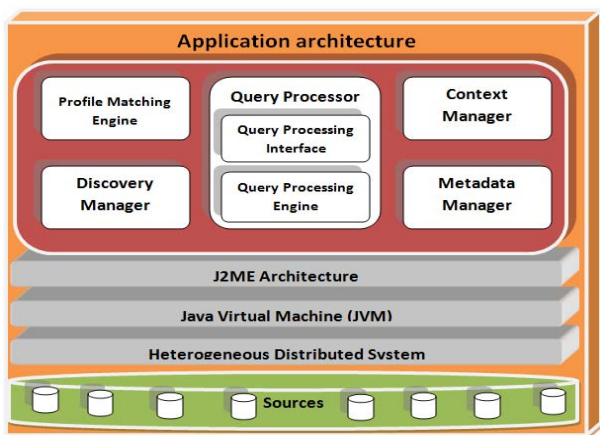 Application architecture
Profile Matching
Engine
Query Processor
Query Processing
Interface
Query Processing
Engine
Context
Manager
Discovery
Manager
Metadata
Manager
J2ME Architecture
Java Virtual Machine (JVM)
Heterogeneous Distributed System
Sources